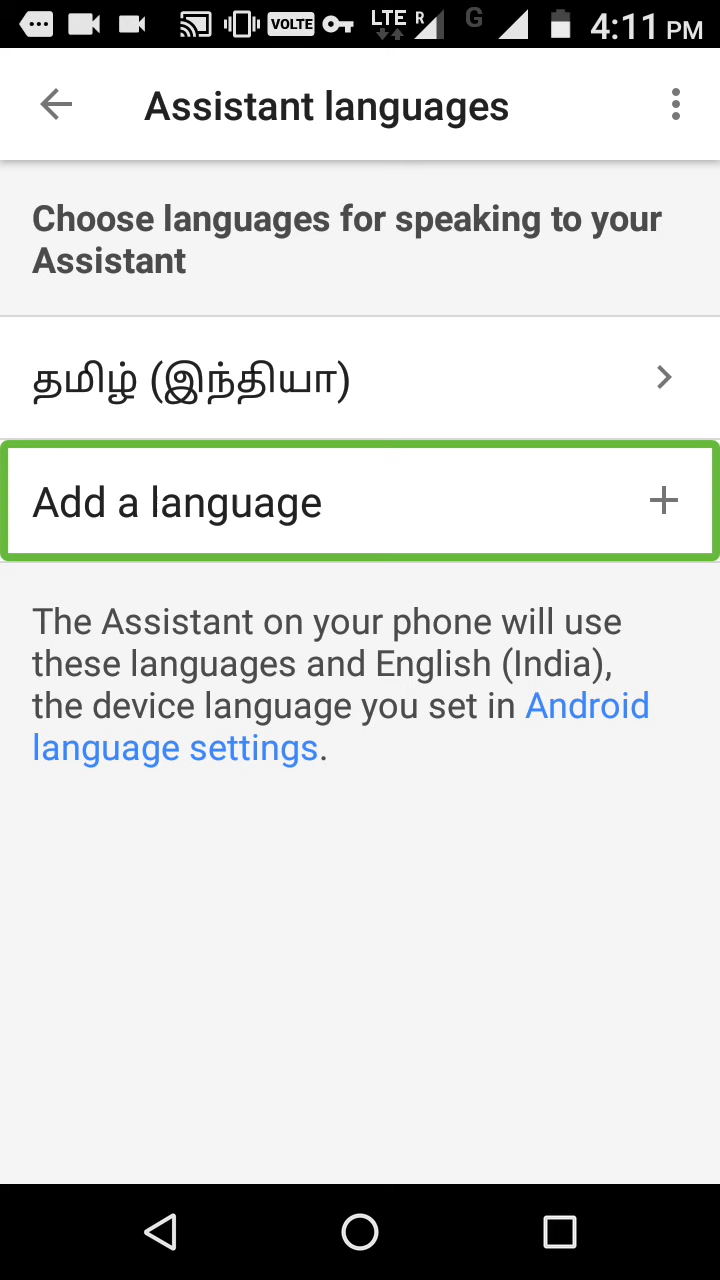 VOLTE LTE R G 4:11 PM
Assistant languages
Choose languages for speaking to your
Assistant
தமிழ் (இந்தியா)
Add a language
The Assistant on your phone will use
these languages and English (India),
the device language you set in Android
language settings.